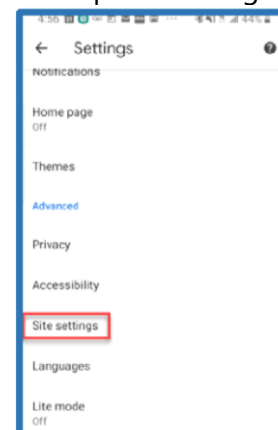 4:56 44%
Settings
Notifications
Home page
Off
Themes
Advanced
Privacy
Accessibility
Site settings
Languages
Lite mode
Off